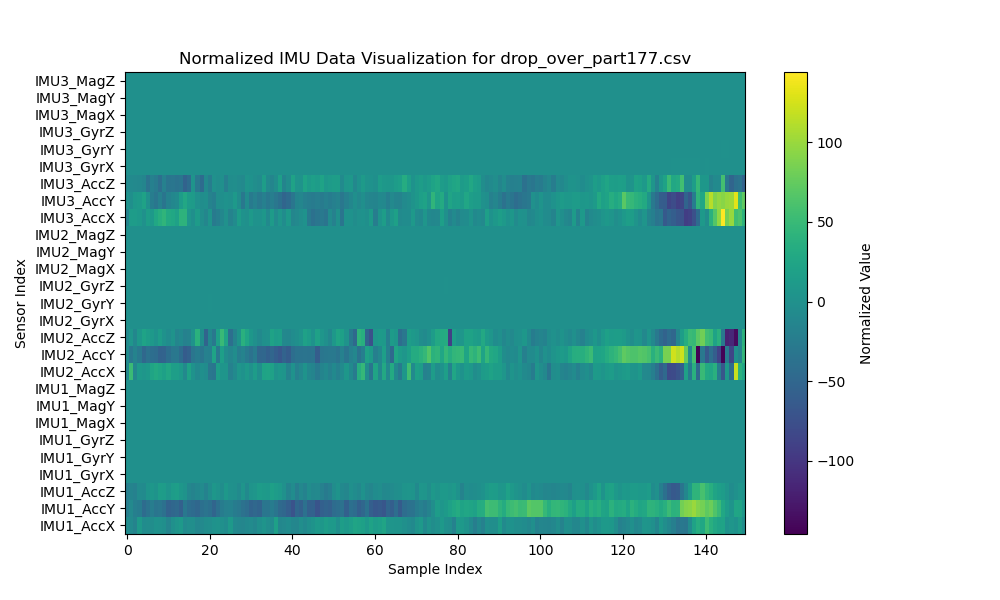 Normalized IMU Data Visualization for drop_over_part177.csv
IMU3_MagZ
IMU3_MagY
IMU3_MagX
IMU3_GyrZ
IMU3_GyrY
IMU3_GyrX
IMU3_AccZ
IMU3_AccY
IMU3_AccX
IMU2_MagZ
IMU2_MagY
IMU2_MagX
IMU2_GyrZ
IMU2_GyrY
IMU2_GyrX
IMU2_AccZ
IMU2_AccY
IMU2_AccX
IMU1_MagZ
IMU1_MagY
IMU1_MagX
IMU1_GyrZ
IMU1_GyrY
IMU1_GyrX
IMU1_AccZ
IMU1_AccY
IMU1_AccX
Sensor Index
0 20 40 60 80 100 120 140
Sample Index
100
50
0
−50
−100
Normalized Value